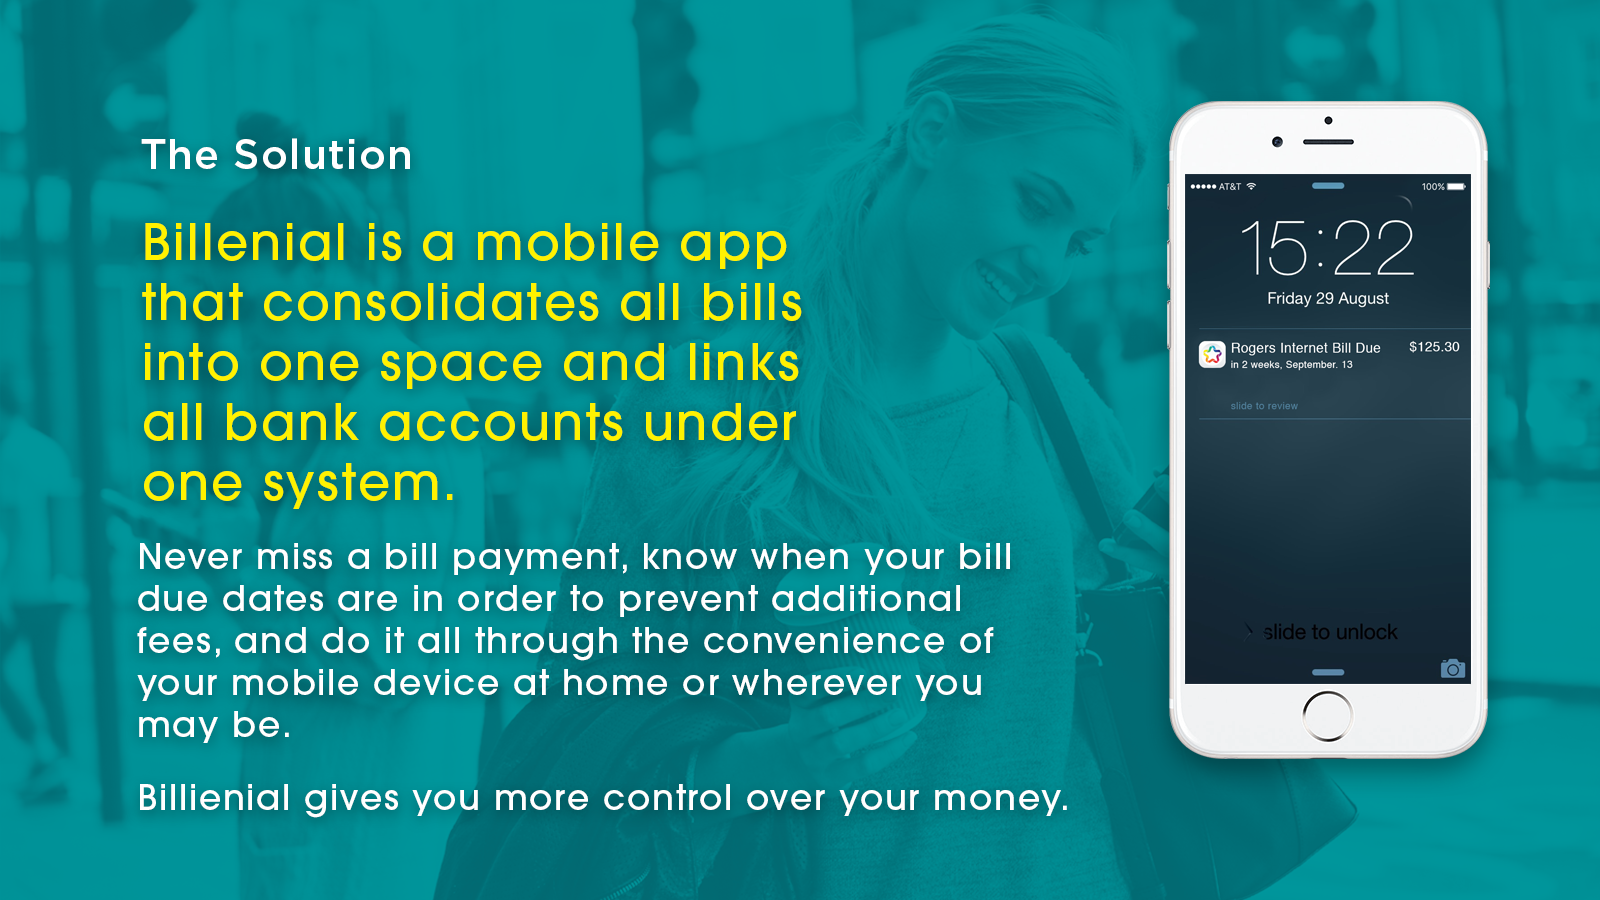 The Solution
Billenial is a mobile app
that consolidates all bills
into one space and links
all bank accounts under
one system.
Never miss a bill payment, know when your bill
due dates are in order to prevent additional
fees, and do it all through the convenience of
your mobile device at home or wherever you
may be.
Billienial gives you more control over your money.
AT&T 100%
15:22
Friday 29 August
Rogers Internet Bill Due $125.30
in 2 weeks, September. 13
slide to review
slide to unlock